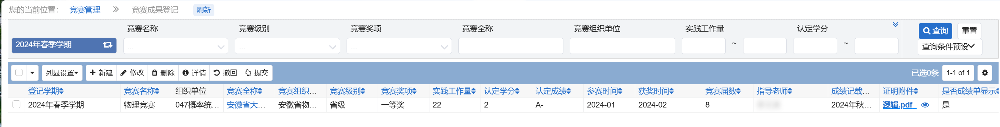 您的当前位置： 竞赛管理 » 竞赛成果登记 刷新
竞赛名称 竞赛级别 竞赛奖项 竞赛全称 竞赛组织单位 实践工作量 认定学分 查询 重置
2024年春季学期 ... ... ... ~ ~ 查询条件预设
列显设置 新建 修改 删除 详情 撤回 提交 已选0条 1-1 of 1
登记学期 竞赛名称 组织单位 竞赛全称 竞赛组织… 竞赛级别 竞赛奖项 实践工作量 认定学分 认定成绩 参赛时间 获奖时间 竞赛届数 指导老师 成绩记载… 证明附件 是否成绩单显示
2024年春季学期 物理竞赛 047概率统… 安徽省大… 安徽省物… 省级 一等奖 22 2 A- 2024-01 2024-02 8 2024年秋… 逻辑.pdf 是